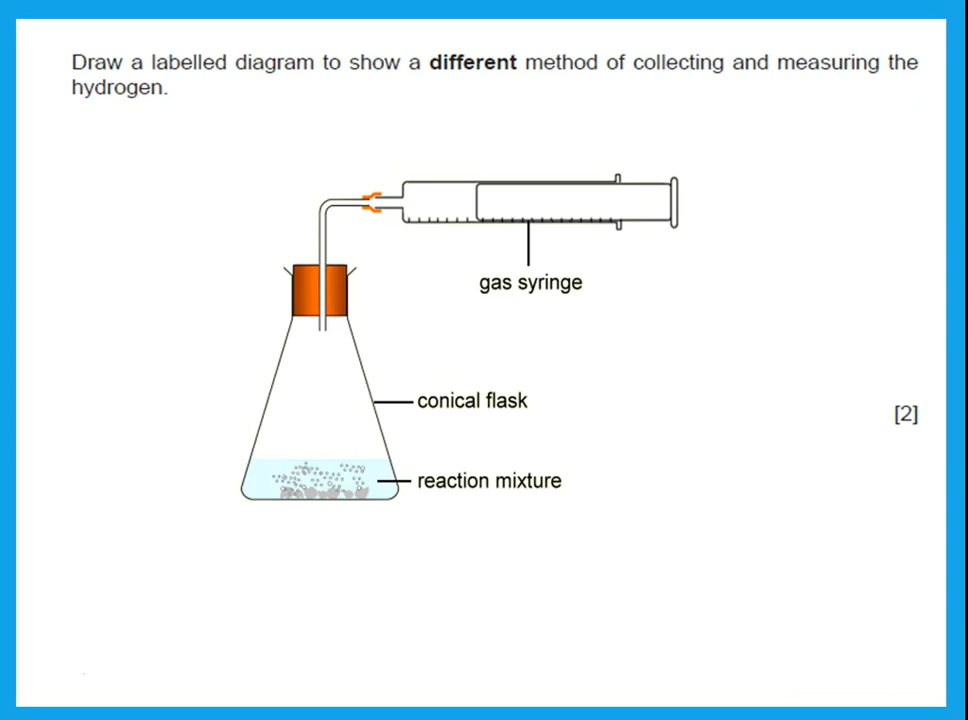 Draw a labelled diagram to show a different method of collecting and measuring the
hydrogen.
gas syringe
conical flask
[2]
reaction mixture